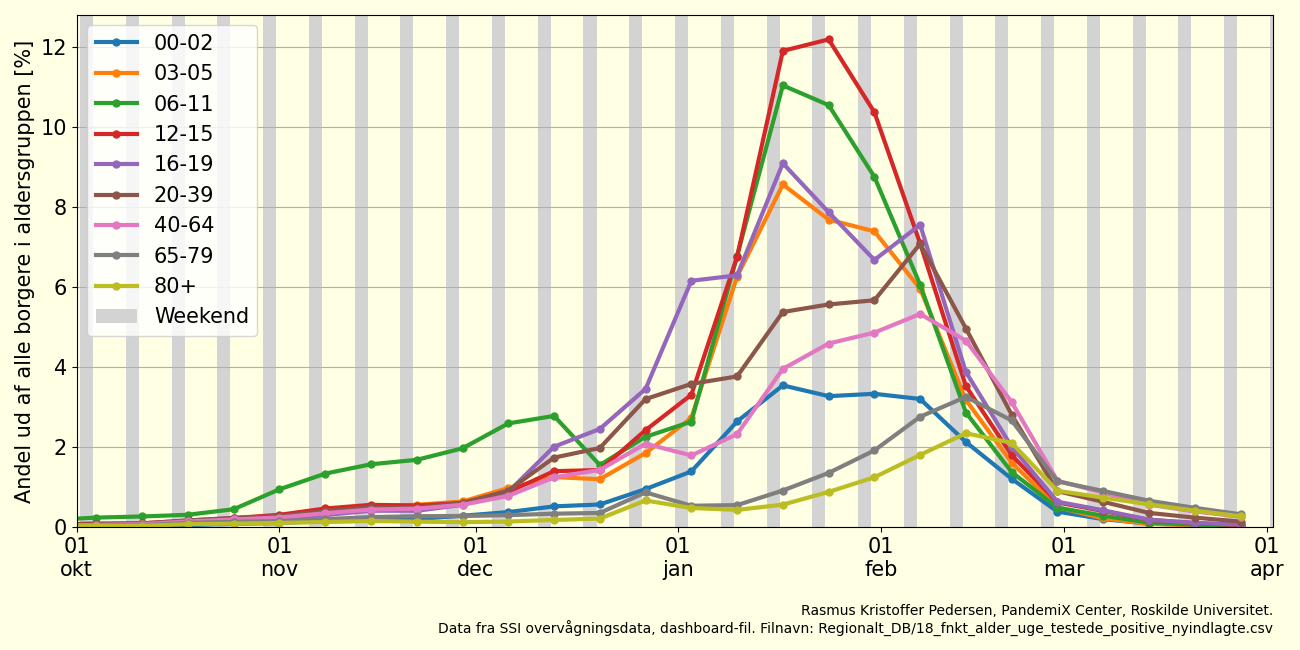 Andel ud af alle borgere i aldersgruppen [%]
12
10
8
6
4
2
0
00-02
03-05
06-11
12-15
16-19
20-39
40-64
65-79
80+
Weekend
01 01 01 01 01 01 01
okt nov dec jan feb mar apr
Rasmus Kristoffer Pedersen, PandemiX Center, Roskilde Universitet.
Data fra SSI overvågningsdata, dashboard-fil. Filnavn: Regionalt_DB/18_fnkt_alder_uge_testede_positive_nyindlagte.csv